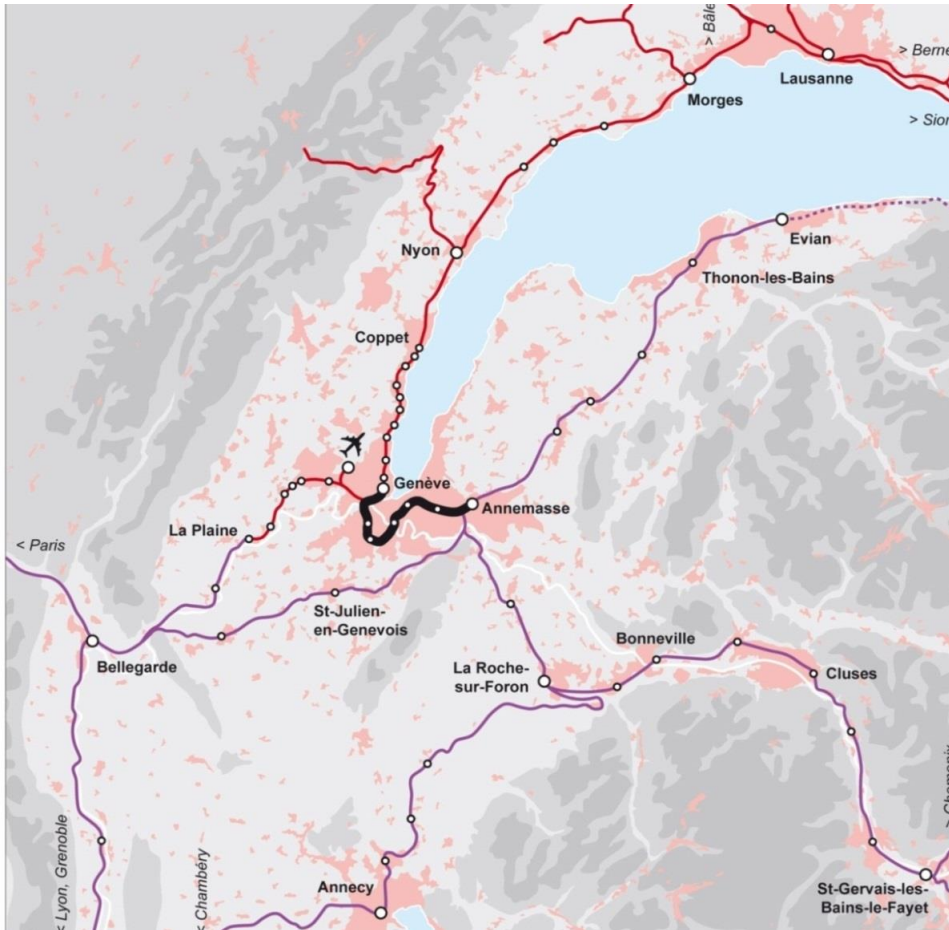 > Bâle
> Berne
Lausanne
Morges
> Sion
Nyon
Evian
Thonon-les-Bains
Coppet
Genève
Annemasse
La Plaine
< Paris
St-Julien-
en-Genevois
Bonneville
Bellegarde
La Roche-
sur-Foron
Cluses
> Chamonix
< Lyon, Grenoble
< Chambéry
Annecy
St-Gervais-les-
Bains-le-Fayet